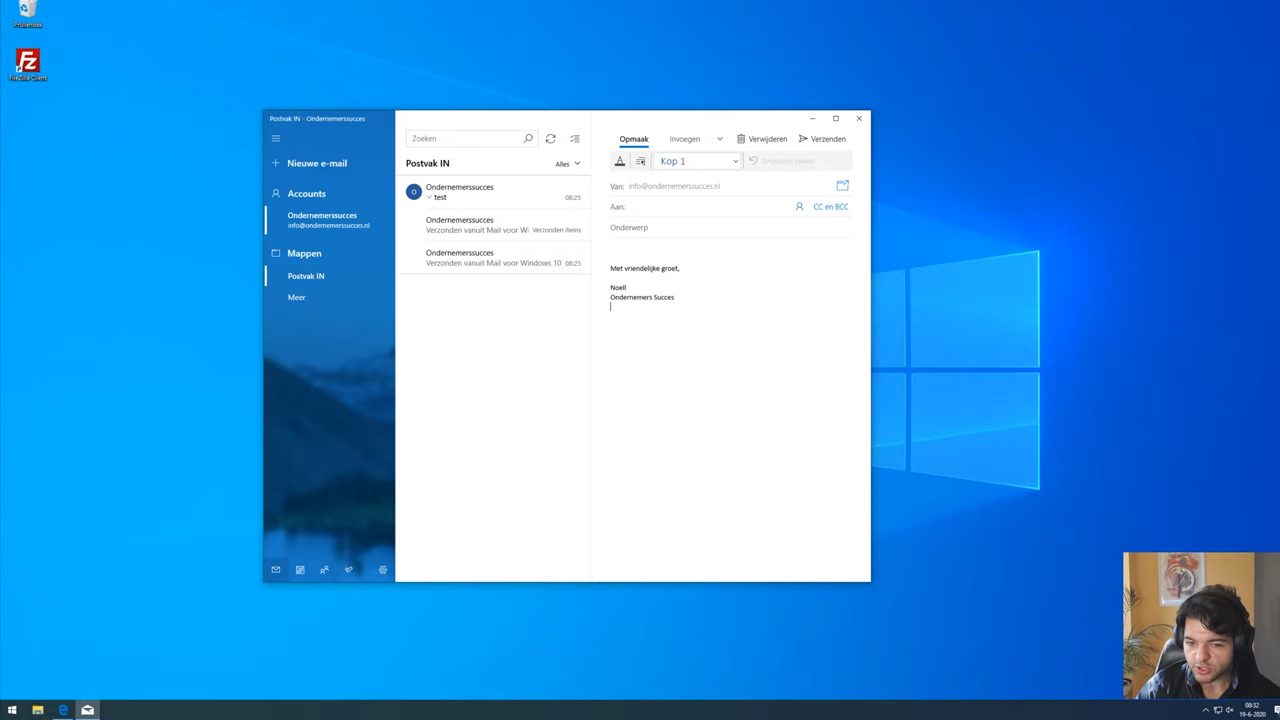 Prullenbak
FileZilla Client
Postvak IN - Ondernemerssucces
Nieuwe e-mail
Accounts
Ondernemerssucces
info@ondernemerssucces.nl
Mappen
Postvak IN
Meer
Zoeken
Postvak IN
Alles
O
Ondernemerssucces
test
08:25
Ondernemerssucces
Verzonden vanuit Mail voor Wi
Verzonden items
Ondernemerssucces
Verzonden vanuit Mail voor Windows 10
08:25
Opmaak
Invoegen
Verwijderen
Verzenden
A
Kop 1
Ongedaan maken
Van: info@ondernemerssucces.nl
Aan:
CC en BCC
Onderwerp
Met vriendelijke groet,
Noell
Ondernemers Succes
08:32
19-6-2020